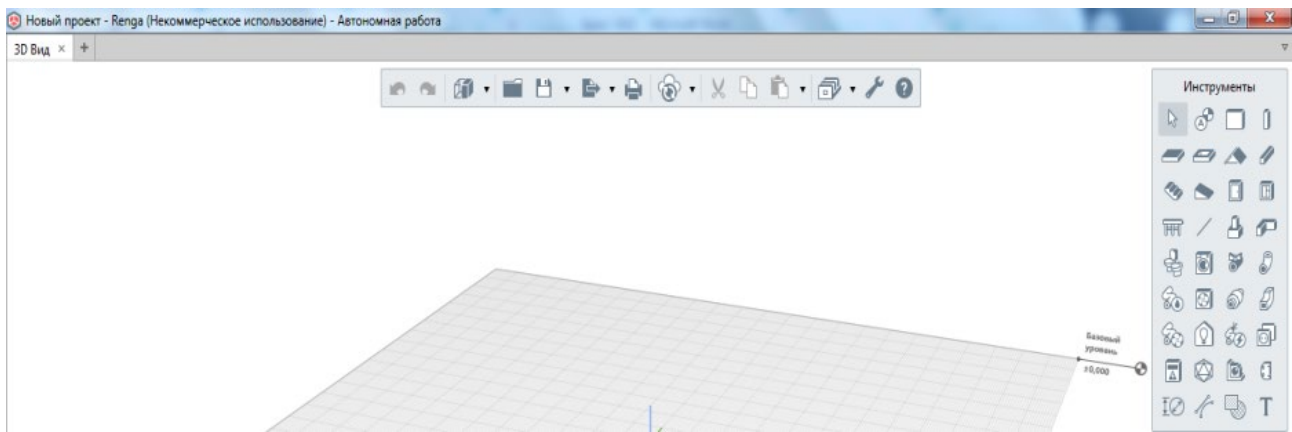 Новый проект - Renga (Некоммерческое использование) - Автономная работа
3D Вид × +
Инструменты
Базовый
уровень
±0,000